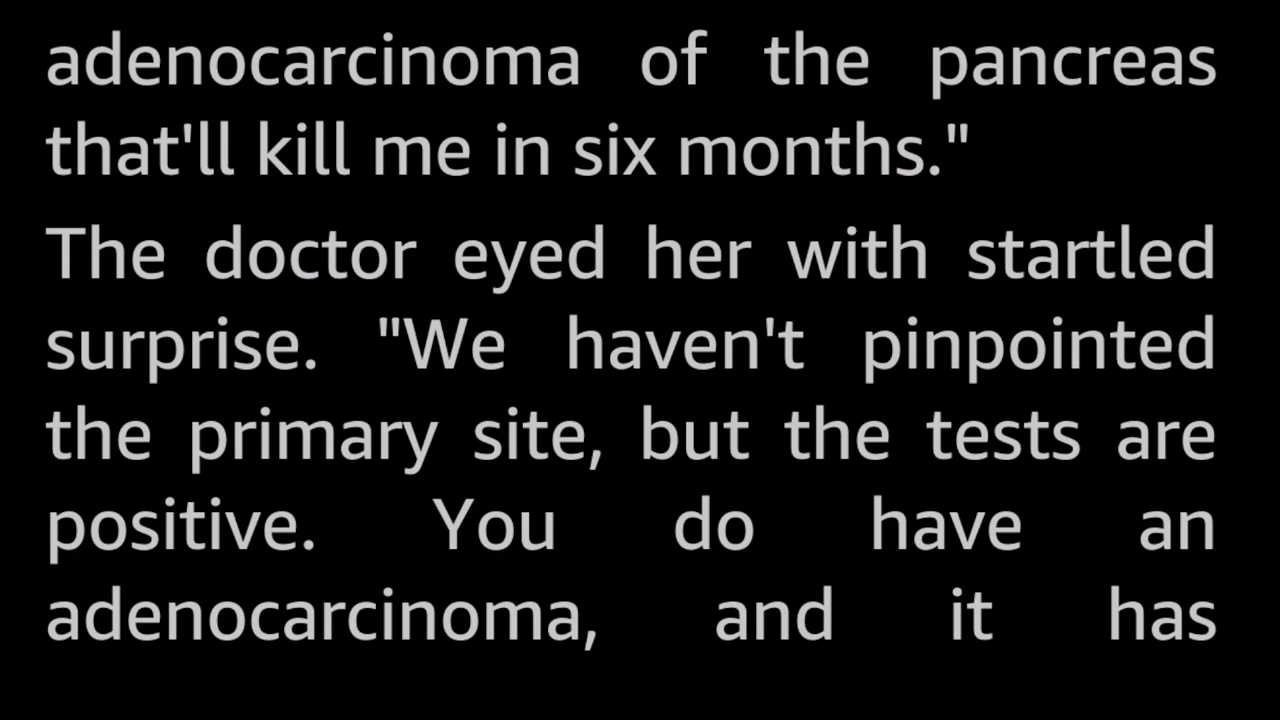 adenocarcinoma of the pancreas
that'll kill me in six months."
The doctor eyed her with startled
surprise. "We haven't pinpointed
the primary site, but the tests are
positive. You do have an
adenocarcinoma, and it has